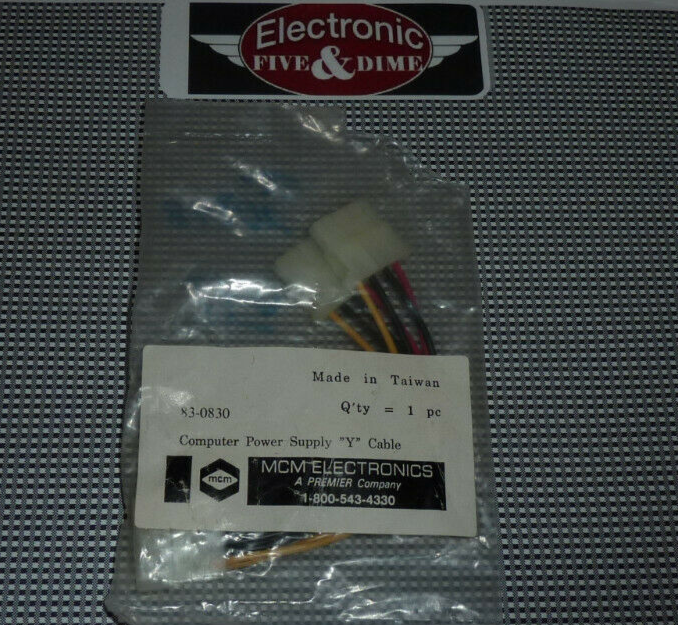 Electronic
FIVE & DIME
Made in Taiwan
83-0830
Q'ty = 1 pc
Computer Power Supply "Y" Cable
mcm
MCM ELECTRONICS
A PREMIER Company
1-800-543-4330